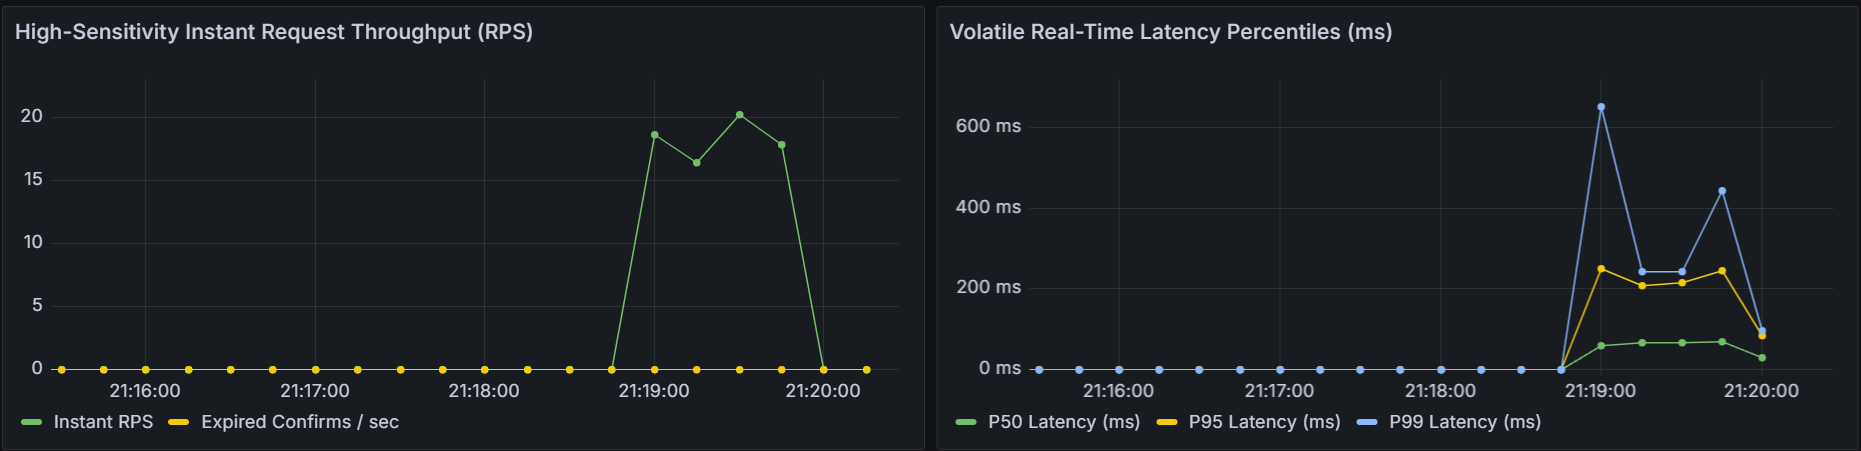 High-Sensitivity Instant Request Throughput (RPS)
20
15
10
5
0
21:16:00 21:17:00 21:18:00 21:19:00 21:20:00
Instant RPS Expired Confirms / sec
Volatile Real-Time Latency Percentiles (ms)
600 ms
400 ms
200 ms
0 ms
21:16:00 21:17:00 21:18:00 21:19:00 21:20:00
P50 Latency (ms) P95 Latency (ms) P99 Latency (ms)